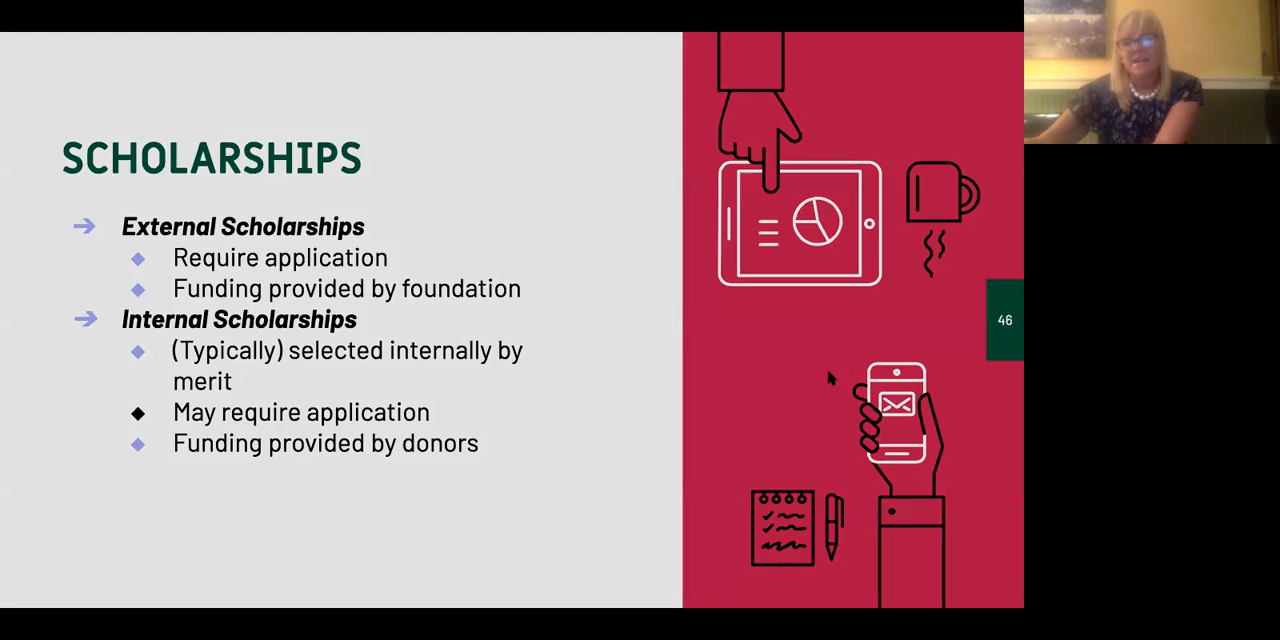 SCHOLARSHIPS
External Scholarships
Require application
Funding provided by foundation
Internal Scholarships
(Typically) selected internally by
merit
May require application
Funding provided by donors
46